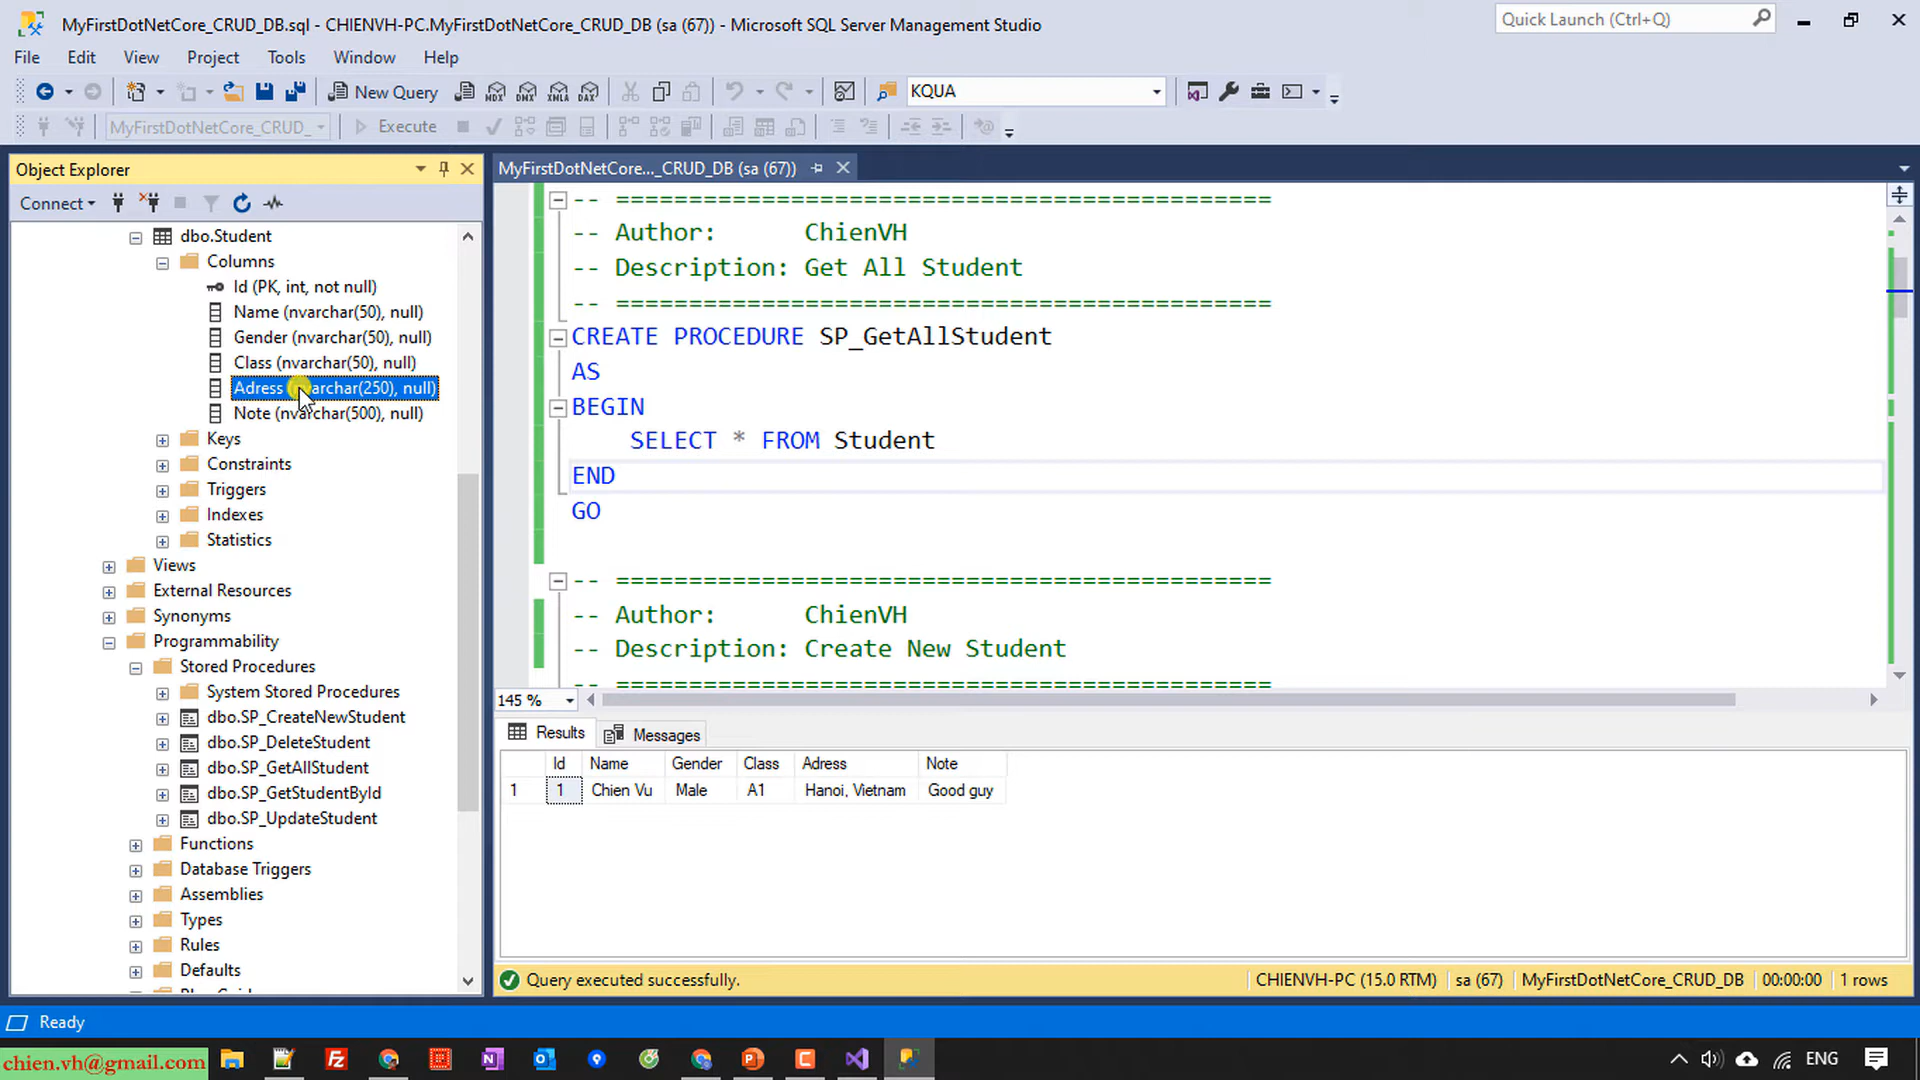 MyFirstDotNetCore_CRUD_DB.sql - CHIENVH-PC.MyFirstDotNetCore_CRUD_DB (sa (67)) - Microsoft SQL Server Management Studio
Quick Launch (Ctrl+Q)
File Edit View Project Tools Window Help
New Query
MDX DMX XMLA DAX
KQUA
MyFirstDotNetCore_CRUD_
Execute
Object Explorer
Connect
dbo.Student
Columns
Id (PK, int, not null)
Name (nvarchar(50), null)
Gender (nvarchar(50), null)
Class (nvarchar(50), null)
Adress varchar(250), null)
Note (nvarchar(500), null)
Keys
Constraints
Triggers
Indexes
Statistics
Views
External Resources
Synonyms
Programmability
Stored Procedures
System Stored Procedures
dbo.SP_CreateNewStudent
dbo.SP_DeleteStudent
dbo.SP_GetAllStudent
dbo.SP_GetStudentById
dbo.SP_UpdateStudent
Functions
Database Triggers
Assemblies
Types
Rules
Defaults
MyFirstDotNetCore..._CRUD_DB (sa (67))
-- =============================================
-- Author: ChienVH
-- Description: Get All Student
-- =============================================
CREATE PROCEDURE SP_GetAllStudent
AS
BEGIN
SELECT * FROM Student
END
GO
-- =============================================
-- Author: ChienVH
-- Description: Create New Student
-- =============================================
145 %
Results Messages
Id Name Gender Class Adress Note
1 1 Chien Vu Male A1 Hanoi, Vietnam Good guy
Query executed successfully.
CHIENVH-PC (15.0 RTM) sa (67) MyFirstDotNetCore_CRUD_DB 00:00:00 1 rows
Ready
chien.vh@gmail.com
ENG